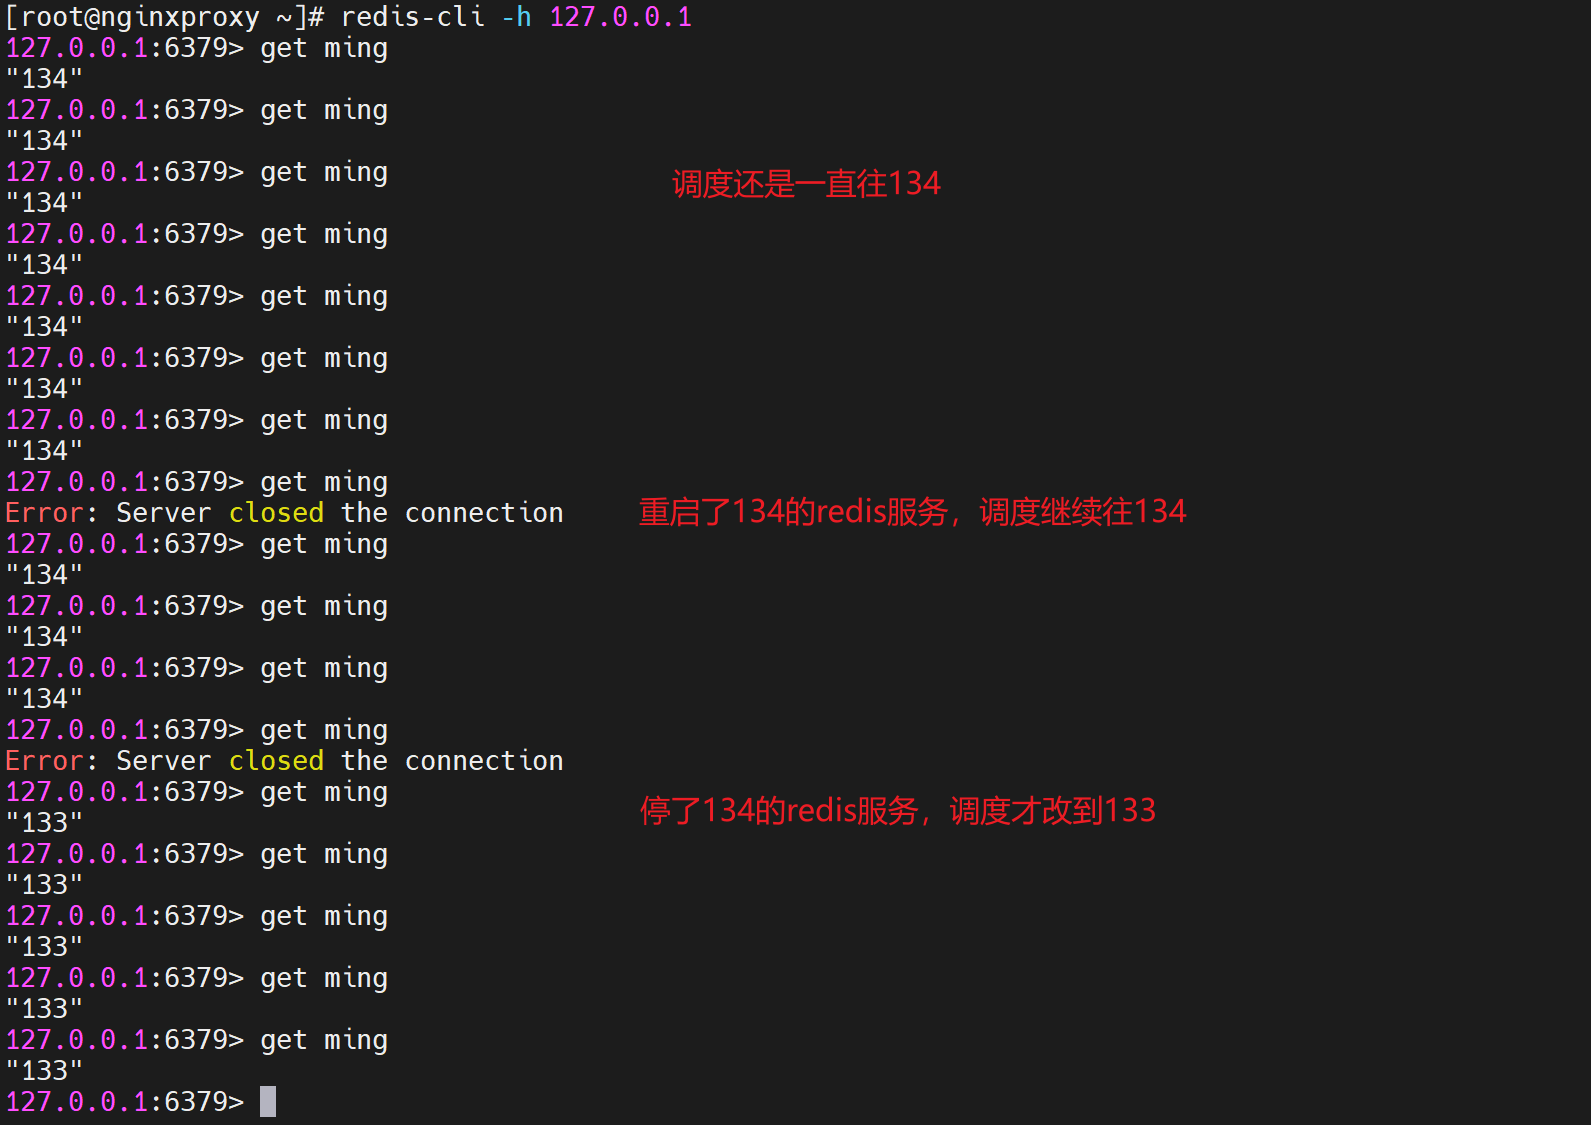 [root@nginxproxy ~]# redis-cli -h 127.0.0.1
127.0.0.1:6379> get ming
"134"
127.0.0.1:6379> get ming
"134"
127.0.0.1:6379> get ming
调度还是一直往134
"134"
127.0.0.1:6379> get ming
"134"
127.0.0.1:6379> get ming
"134"
127.0.0.1:6379> get ming
"134"
127.0.0.1:6379> get ming
"134"
127.0.0.1:6379> get ming
Error: Server closed the connection
重启了134的redis服务，调度继续往134
127.0.0.1:6379> get ming
"134"
127.0.0.1:6379> get ming
"134"
127.0.0.1:6379> get ming
"134"
127.0.0.1:6379> get ming
Error: Server closed the connection
127.0.0.1:6379> get ming
停了134的redis服务，调度才改到133
"133"
127.0.0.1:6379> get ming
"133"
127.0.0.1:6379> get ming
"133"
127.0.0.1:6379> get ming
"133"
127.0.0.1:6379> get ming
"133"
127.0.0.1:6379>